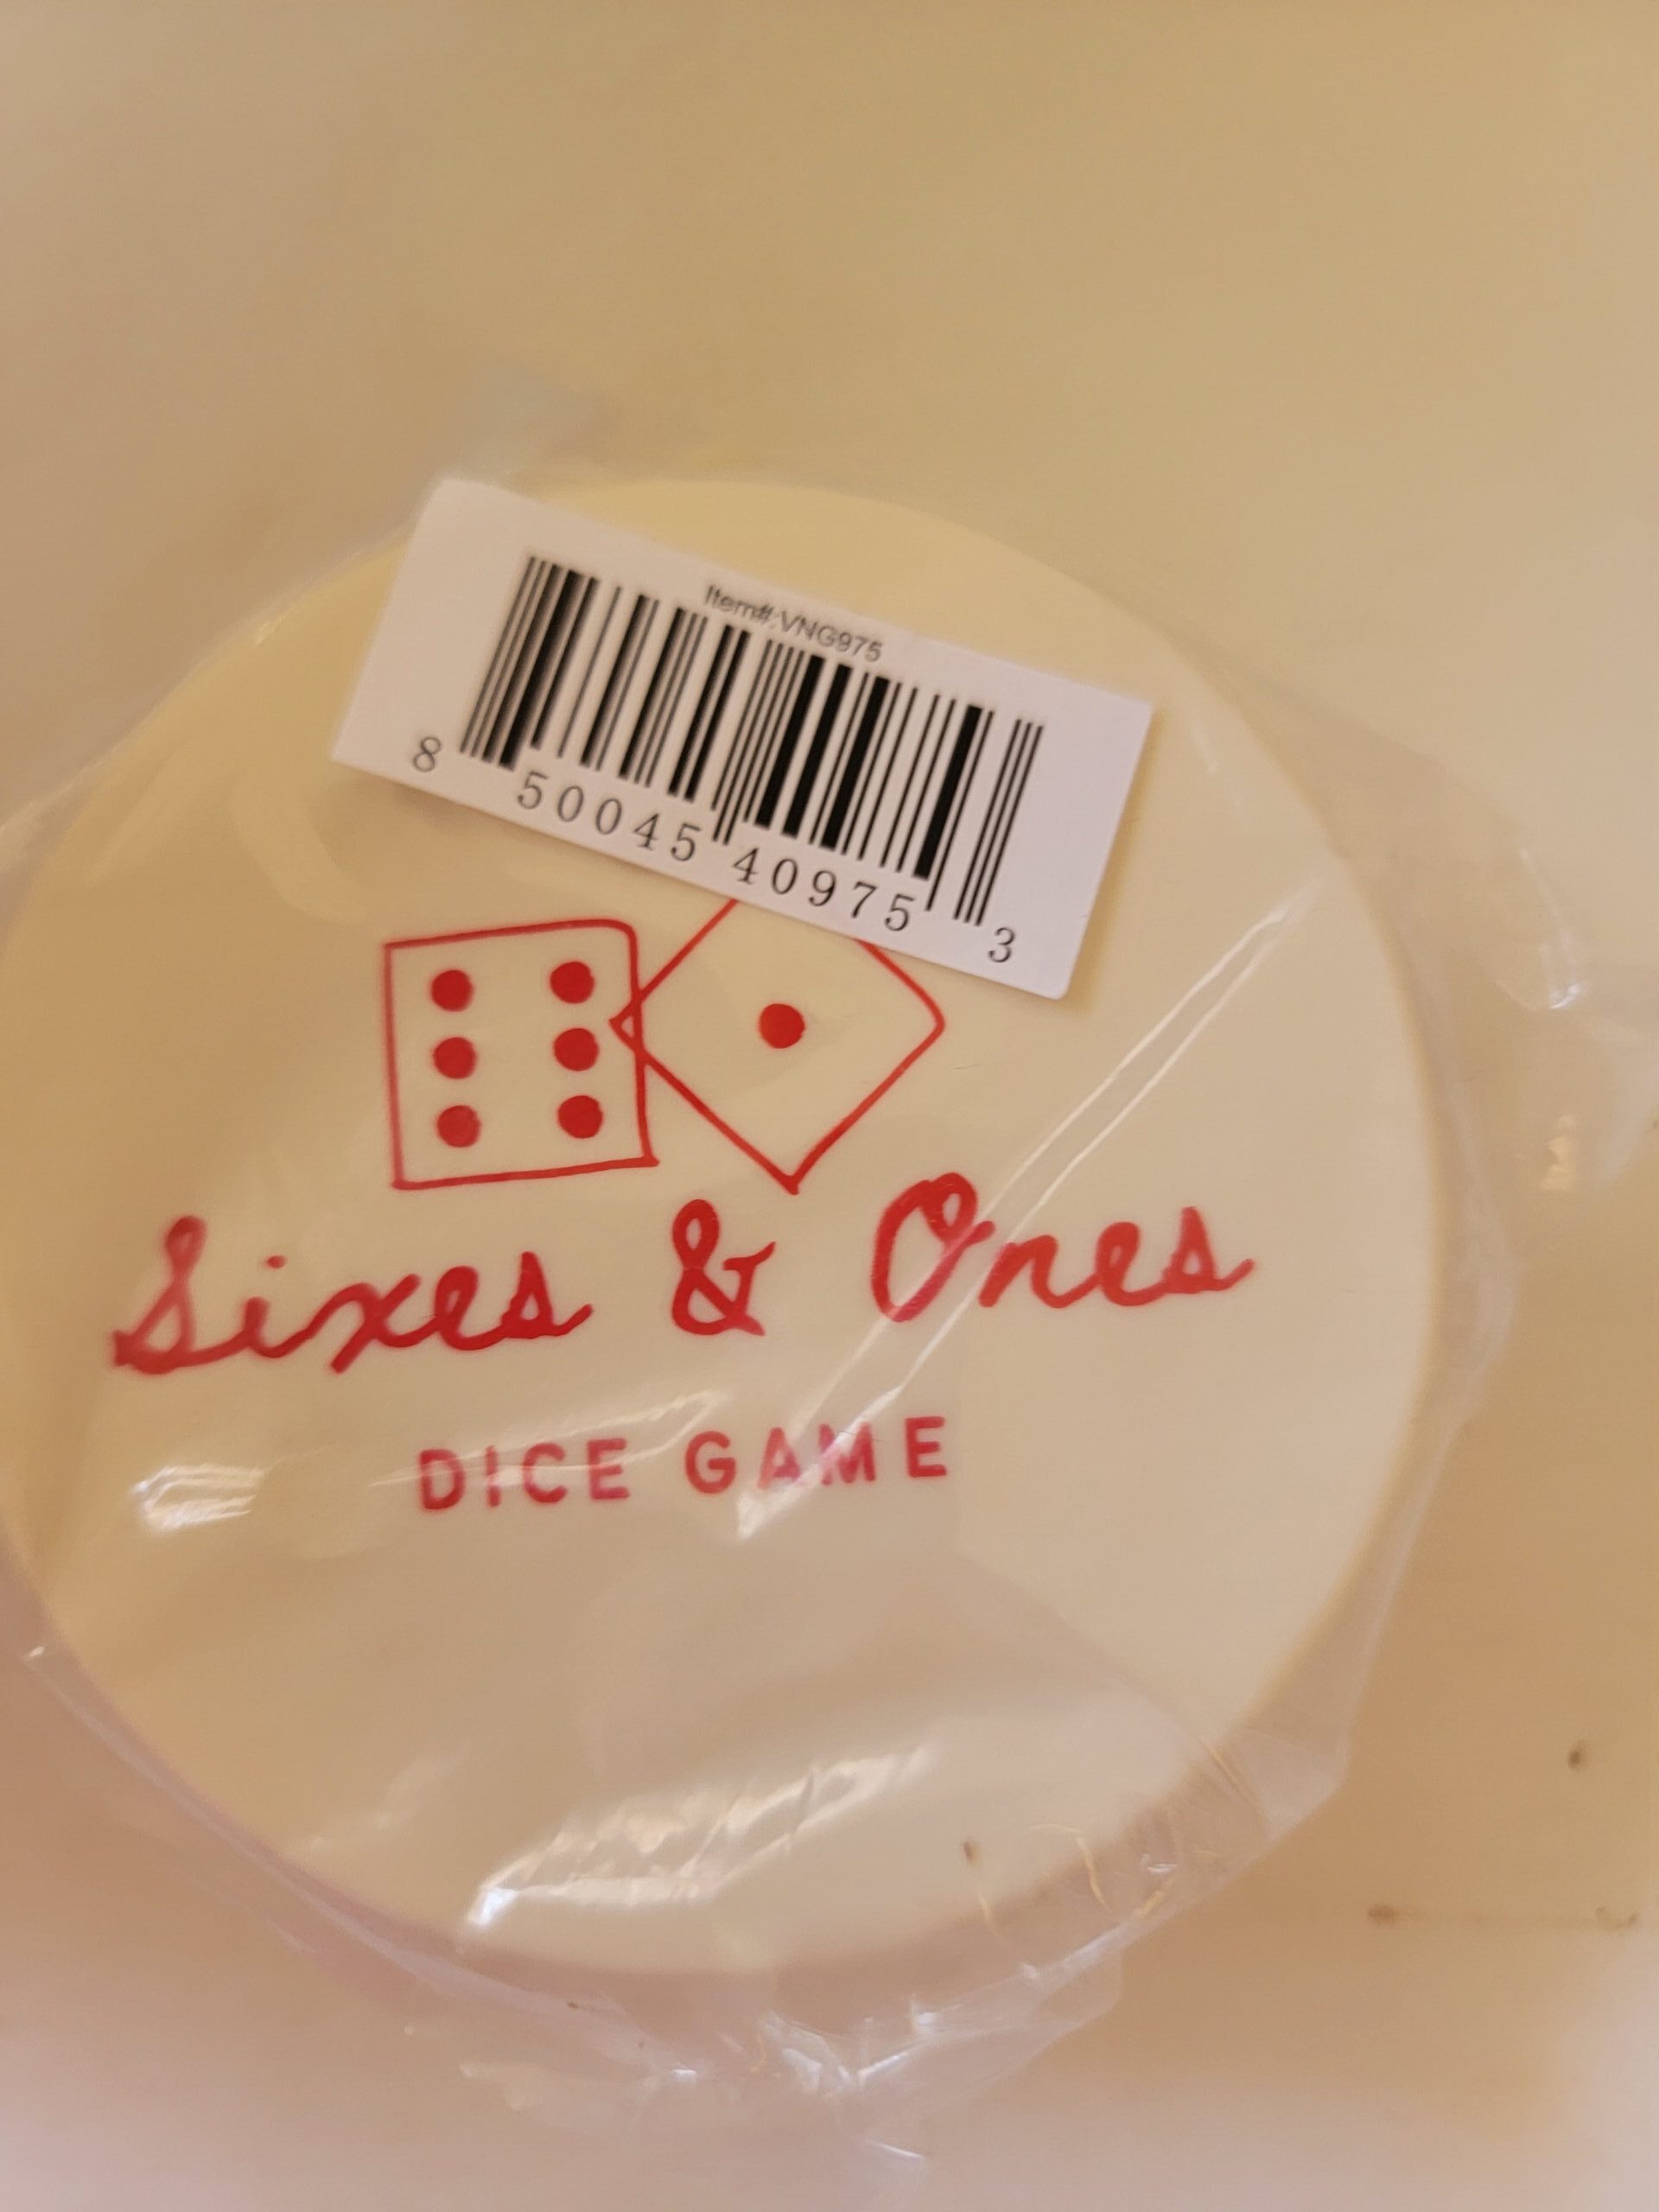 Item#:VNG975
8 50045 40975 3
Sixes & Ones
DICE GAME